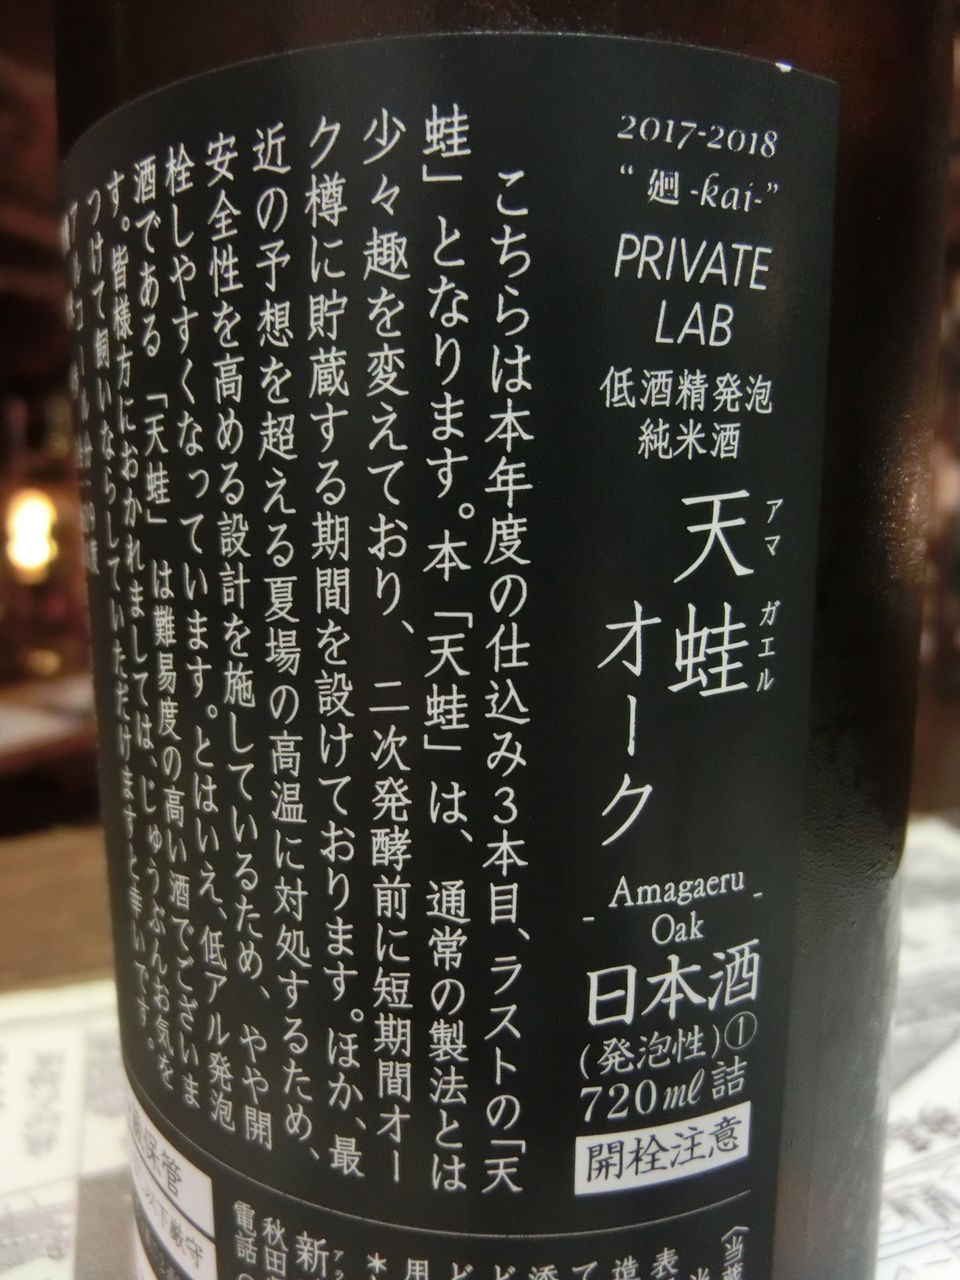 2017-2018
“廻 -kai-”
PRIVATE
LAB
低酒精発泡
純米酒
天蛙
アマ ガエル
オーク
- Amagaeru -
Oak
日本酒
(発泡性)①
720ml詰
開栓注意
こちらは本年度の仕込み3本目、ラストの「天
蛙」となります。本「天蛙」は、通常の製法とは
少々趣を変えており、二次発酵前に短期間オー
ク樽に貯蔵する期間を設けております。ほか、最
近の予想を超える夏場の高温に対処するため、
安全性を高める設計を施しているため、やや開
栓しやすくなっています。とはいえ、低アル発泡
酒である「天蛙」は難易度の高い酒でございま
す。皆様方におかれましては、じゅうぶんお気を
つけて飼いならしていただけますと幸いです。
保管
以下厳守
新
秋田
電話